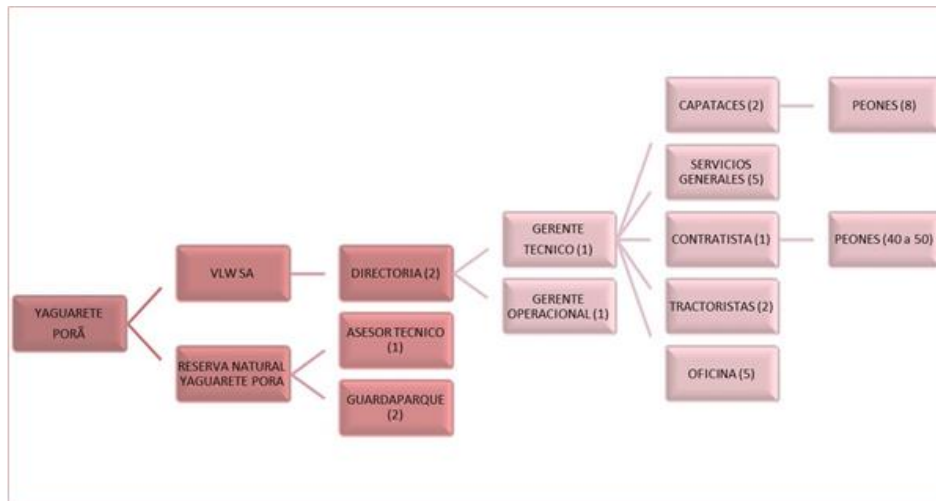 YAGUARETE
PORÃ
VLW SA
RESERVA NATURAL
YAGUARETE PORA
DIRECTORIA (2)
ASESOR TECNICO
(1)
GUARDAPARQUE
(2)
GERENTE
TECNICO (1)
GERENTE
OPERACIONAL (1)
CAPATACES (2)
SERVICIOS
GENERALES (5)
CONTRATISTA (1)
TRACTORISTAS (2)
OFICINA (5)
PEONES (8)
PEONES (40 a 50)